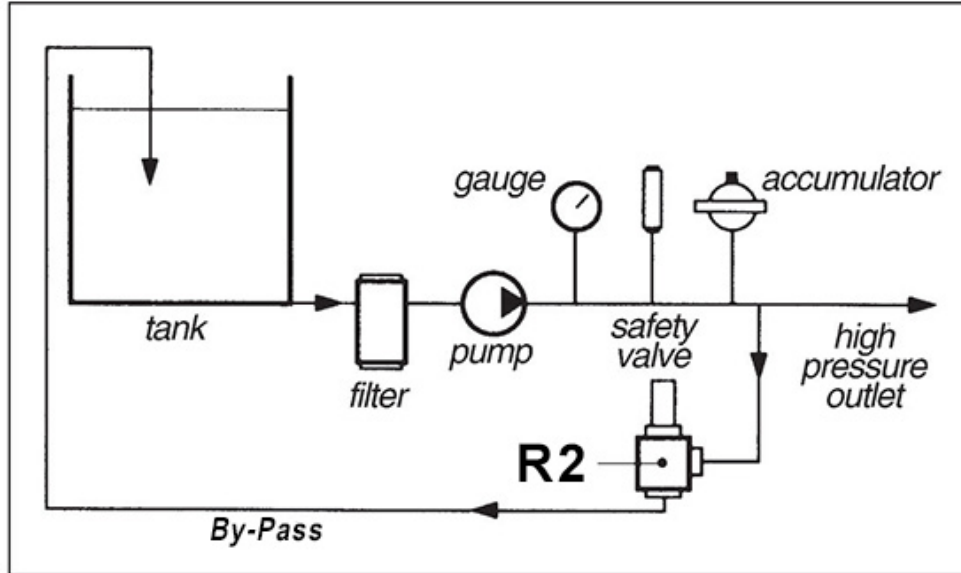 gauge
accumulator
tank
filter
pump
safety
valve
high
pressure
outlet
R2
By-Pass